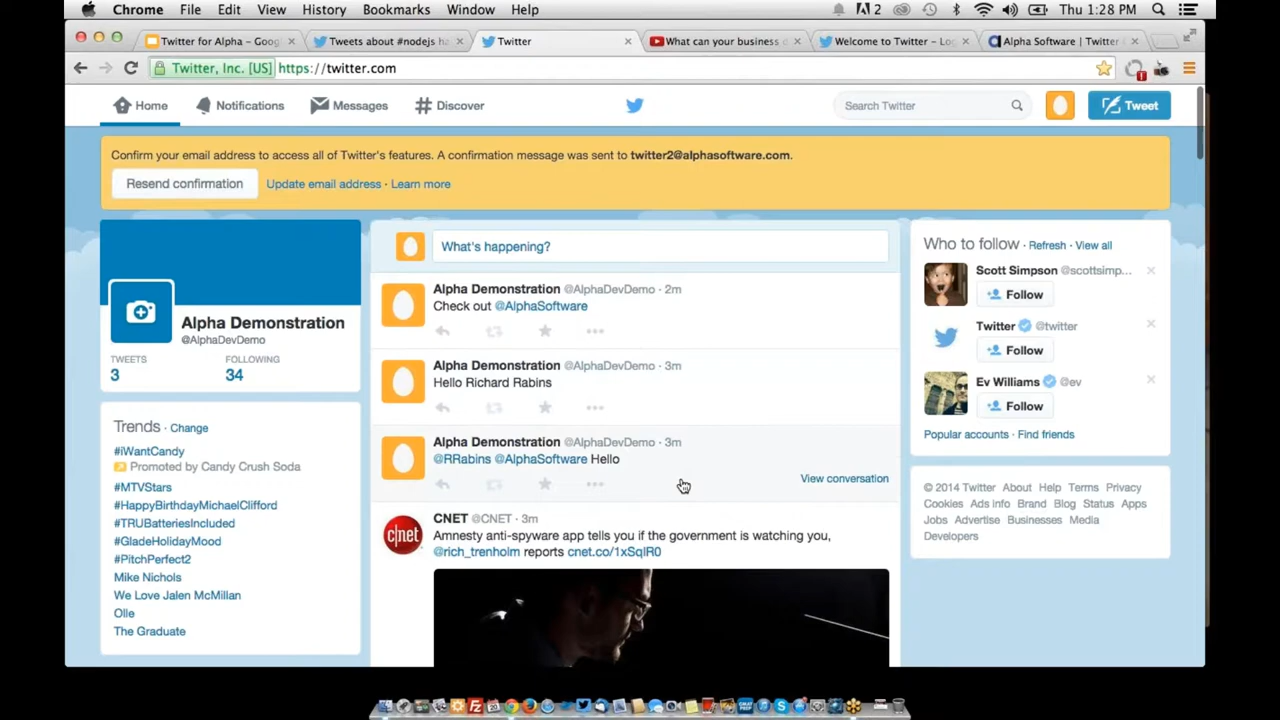 Chrome File Edit View History Bookmarks Window Help
2 Thu 1:28 PM
Twitter for Alpha – Goog
Tweets about #nodejs ha
Twitter
What can your business d
Welcome to Twitter – Log
Alpha Software | Twitter
Twitter, Inc. [US] https://twitter.com
Home Notifications Messages Discover
Search Twitter
Tweet
Confirm your email address to access all of Twitter's features. A confirmation message was sent to twitter2@alphasoftware.com.
Resend confirmation Update email address · Learn more
Alpha Demonstration
@AlphaDevDemo
TWEETS FOLLOWING
3 34
Trends · Change
#iWantCandy
Promoted by Candy Crush Soda
#MTVStars
#HappyBirthdayMichaelClifford
#TRUBatteriesIncluded
#GladeHolidayMood
#PitchPerfect2
Mike Nichols
We Love Jalen McMillan
Olle
The Graduate
What's happening?
Alpha Demonstration @AlphaDevDemo · 2m
Check out @AlphaSoftware
Alpha Demonstration @AlphaDevDemo · 3m
Hello Richard Rabins
Alpha Demonstration @AlphaDevDemo · 3m
@RRabins @AlphaSoftware Hello
View conversation
c|net
CNET @CNET · 3m
Amnesty anti-spyware app tells you if the government is watching you,
@rich_trenholm reports cnet.co/1xSqlR0
Who to follow · Refresh · View all
Scott Simpson @scottsimp...
Follow
Twitter @twitter
Follow
Ev Williams @ev
Follow
Popular accounts · Find friends
© 2014 Twitter About Help Terms Privacy
Cookies Ads info Brand Blog Status Apps
Jobs Advertise Businesses Media
Developers